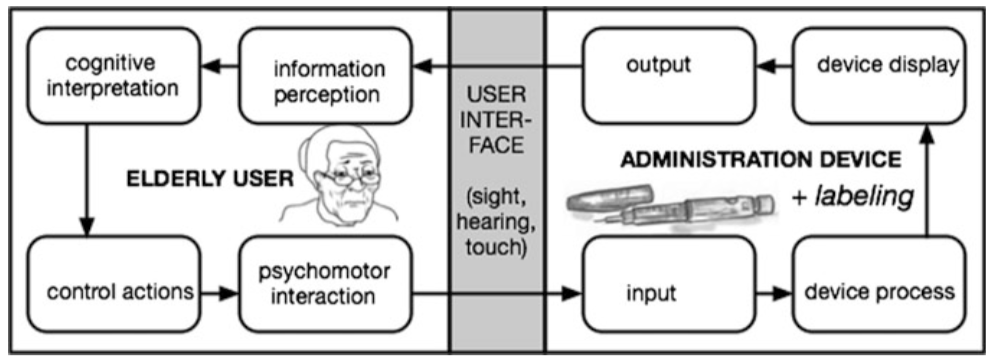 cognitive
interpretation
information
perception
ELDERLY USER
control actions
psychomotor
interaction
USER
INTER-
FACE
(sight,
hearing,
touch)
output
device display
ADMINISTRATION DEVICE
+ labeling
input
device process